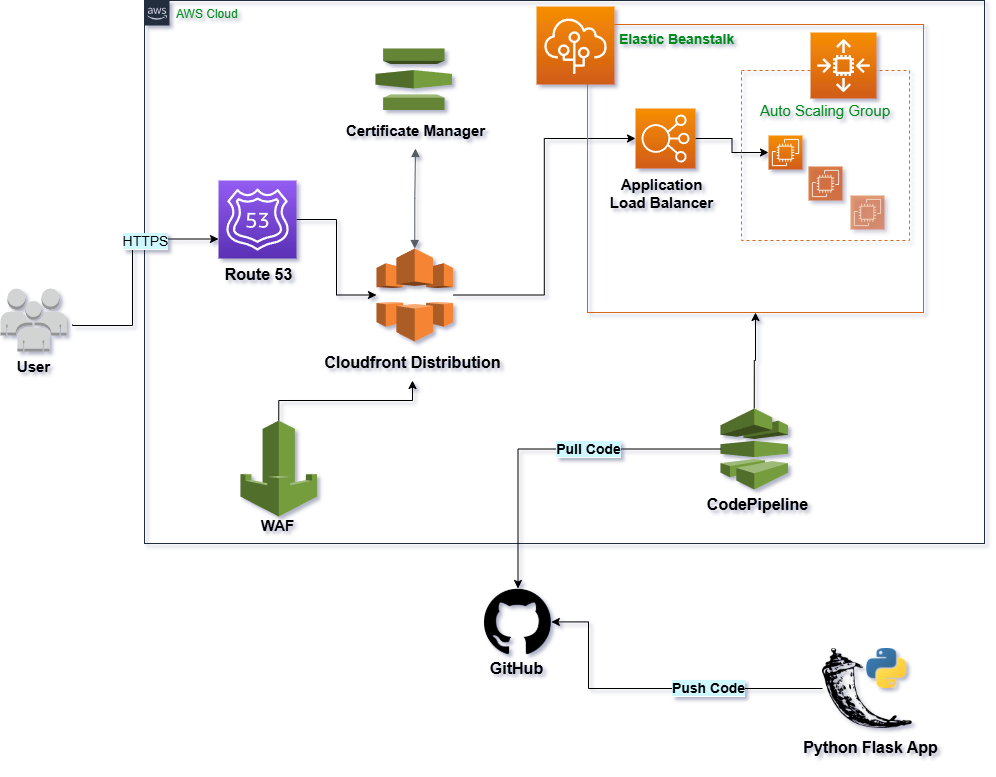 aws
AWS Cloud
Elastic Beanstalk
Auto Scaling Group
Certificate Manager
Application
Load Balancer
HTTPS
53
Route 53
User
Cloudfront Distribution
WAF
Pull Code
CodePipeline
GitHub
Push Code
Python Flask App